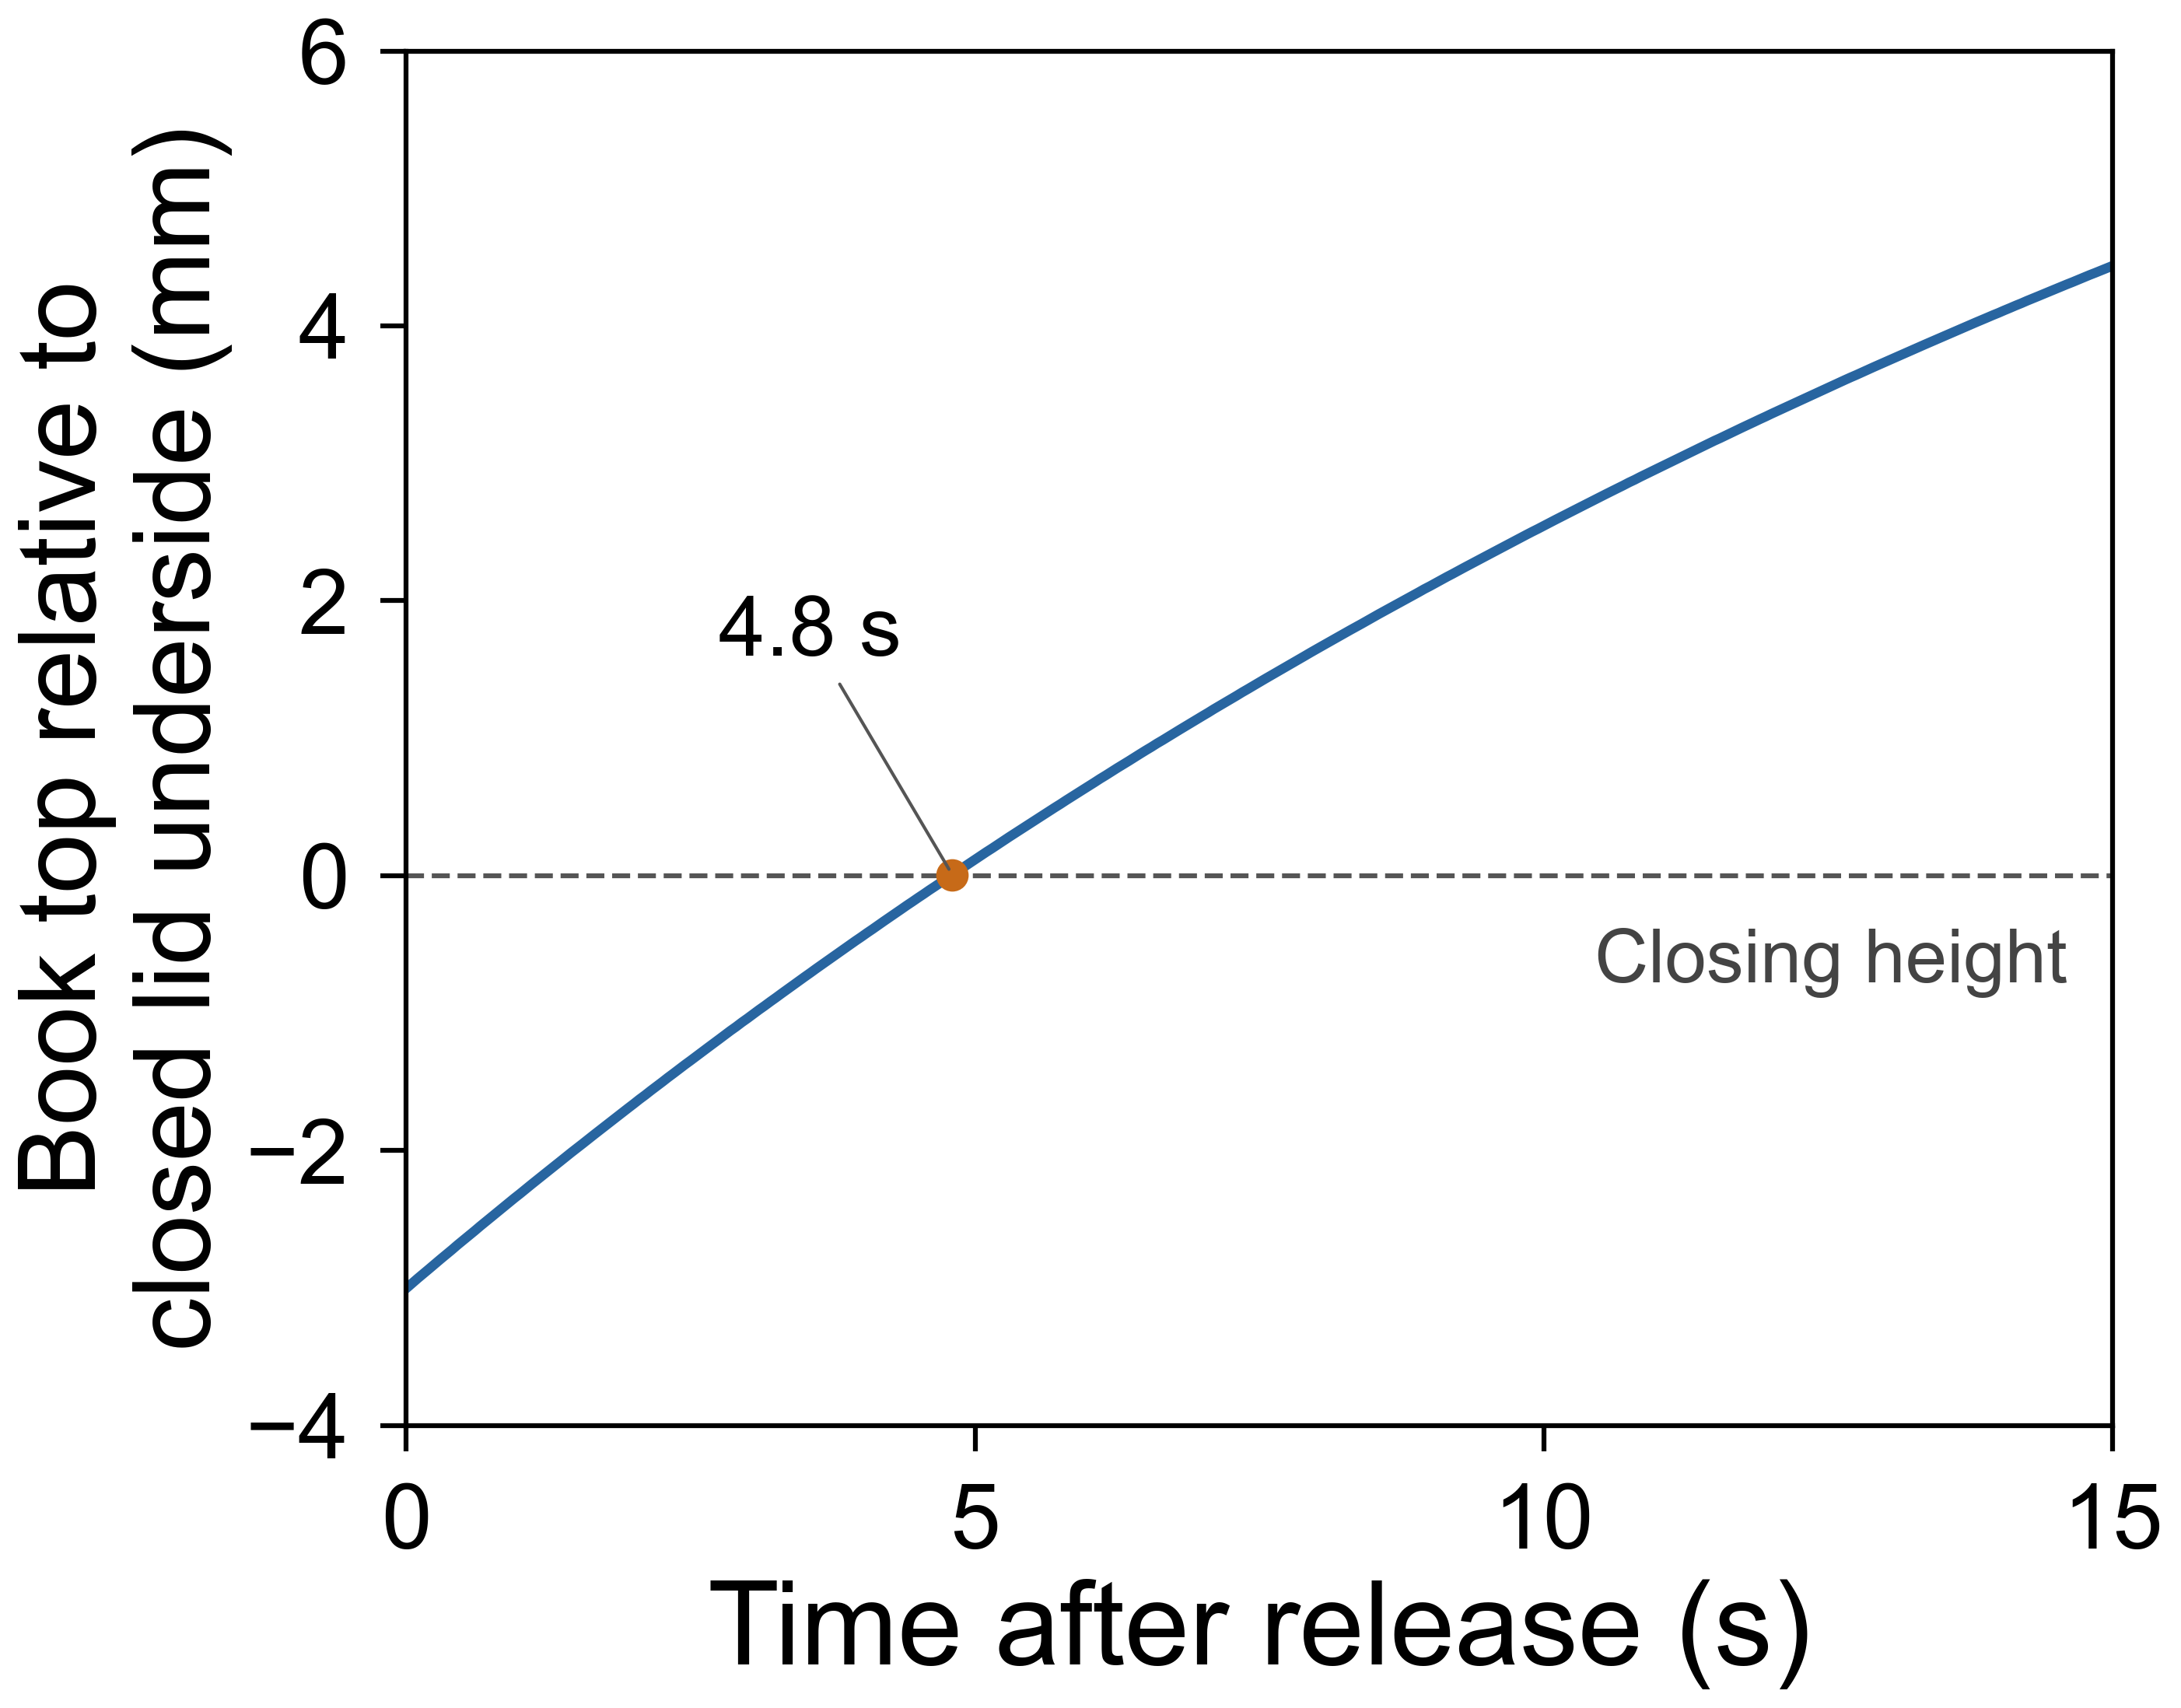 Book top relative to
closed lid underside (mm)
6
4
2
0
−2
−4
4.8 s
Closing height
0 5 10 15
Time after release (s)